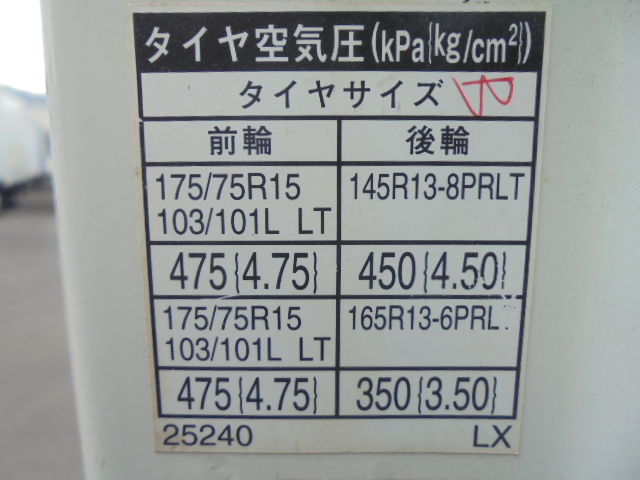 タイヤ空気圧(kPa{kg/cm²})
タイヤサイズ
前輪 後輪
175/75R15 145R13-8PRLT
103/101L LT
475{4.75} 450{4.50}
175/75R15 165R13-6PRL
103/101L LT
475{4.75} 350{3.50}
25240 LX